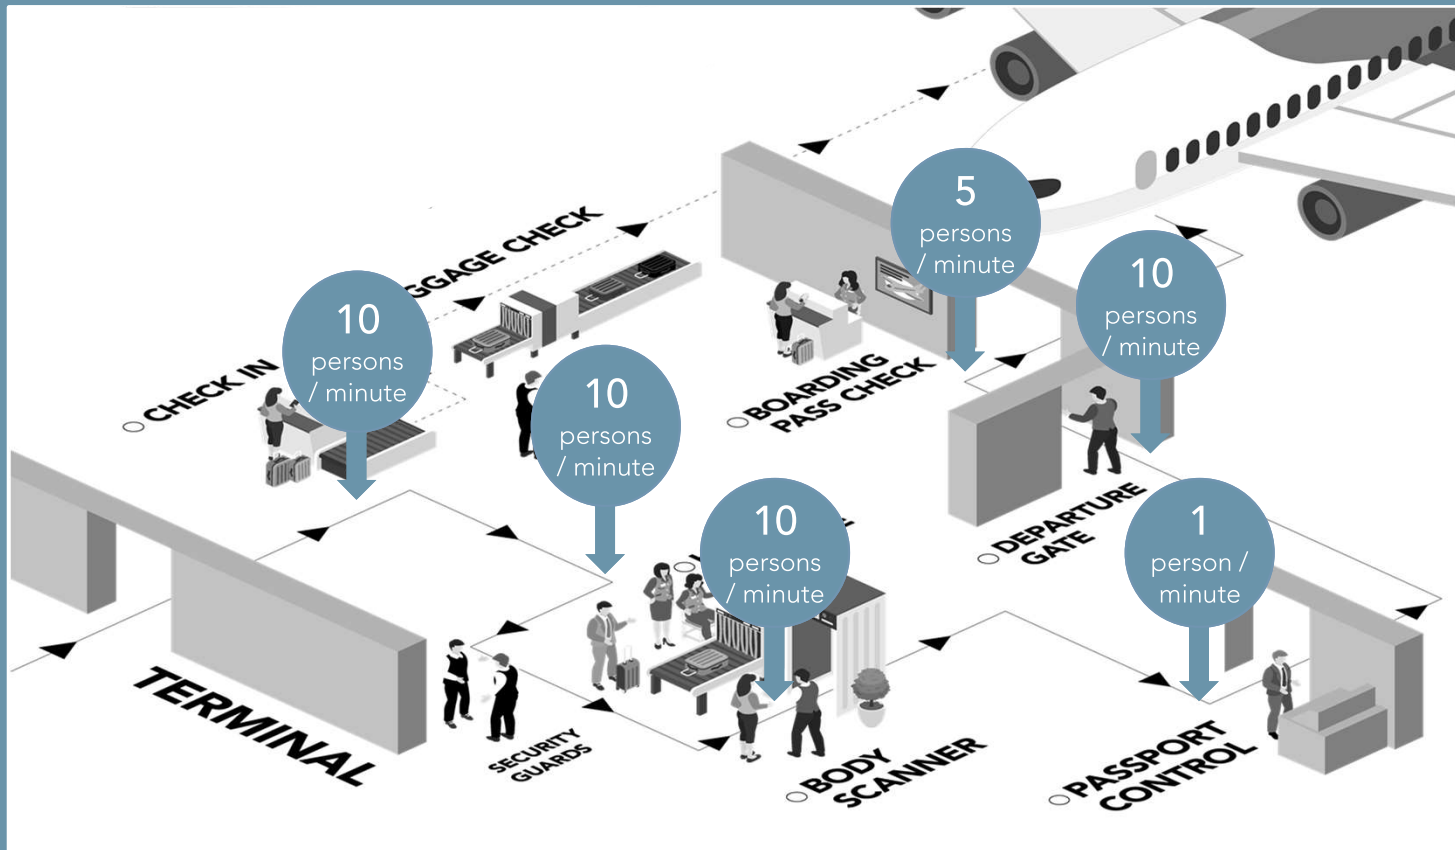 CHECK IN
GGAGE CHECK
10
persons
/ minute
10
persons
/ minute
10
persons
/ minute
5
persons
/ minute
10
persons
/ minute
1
person /
minute
BOARDING
PASS CHECK
DEPARTURE
GATE
TERMINAL
SECURITY
GUARDS
BODY
SCANNER
PASSPORT
CONTROL